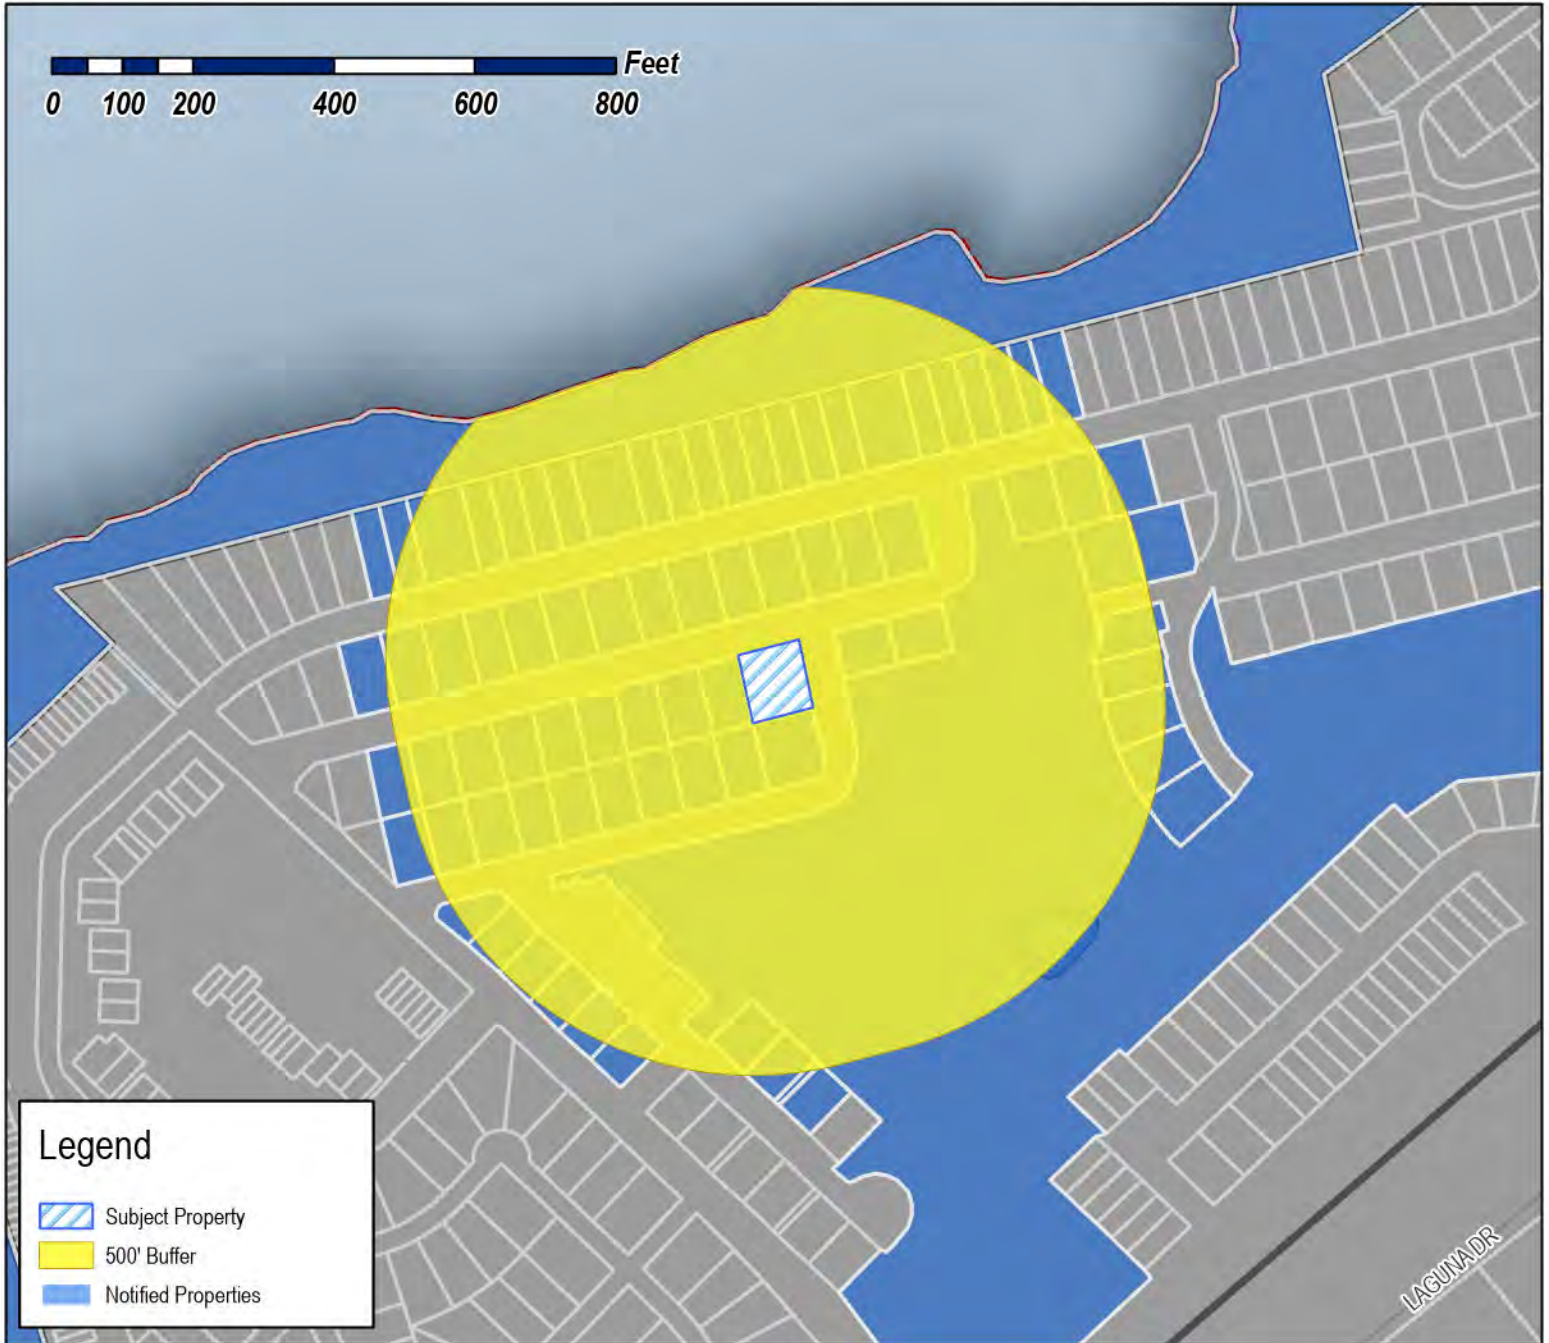 Feet
0 100 200 400 600 800
Legend
Subject Property
500' Buffer
Notified Properties
LAGUNA DR